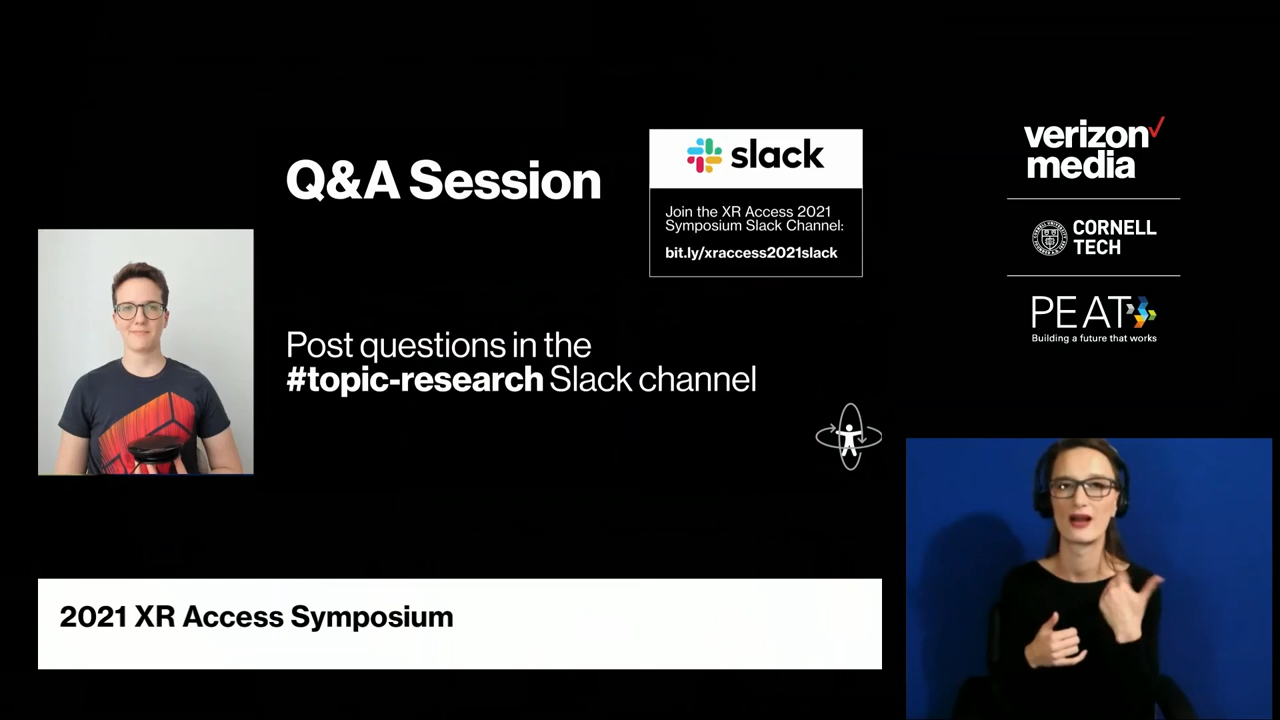 Q&A Session
slack
Join the XR Access 2021
Symposium Slack Channel:
bit.ly/xraccess2021slack
Post questions in the
#topic-research Slack channel
verizon
media
CORNELL
TECH
PEAT
Building a future that works
2021 XR Access Symposium